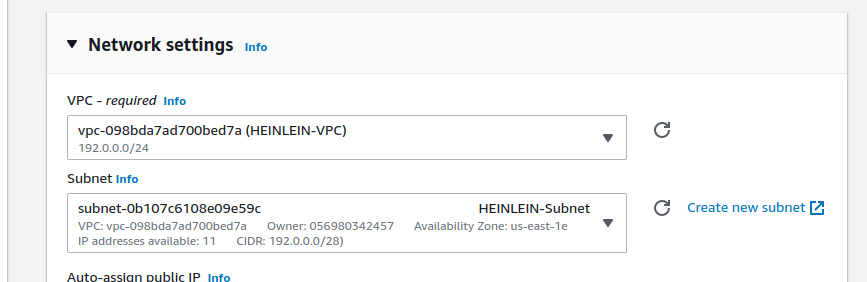 Network settings Info
VPC - required Info
vpc-098bda7ad700bed7a (HEINLEIN-VPC)
192.0.0.0/24
Subnet Info
subnet-0b107c6108e09e59c HEINLEIN-Subnet
VPC: vpc-098bda7ad700bed7a Owner: 056980342457 Availability Zone: us-east-1e
IP addresses available: 11 CIDR: 192.0.0.0/28)
Create new subnet
Auto-assign public IP Info